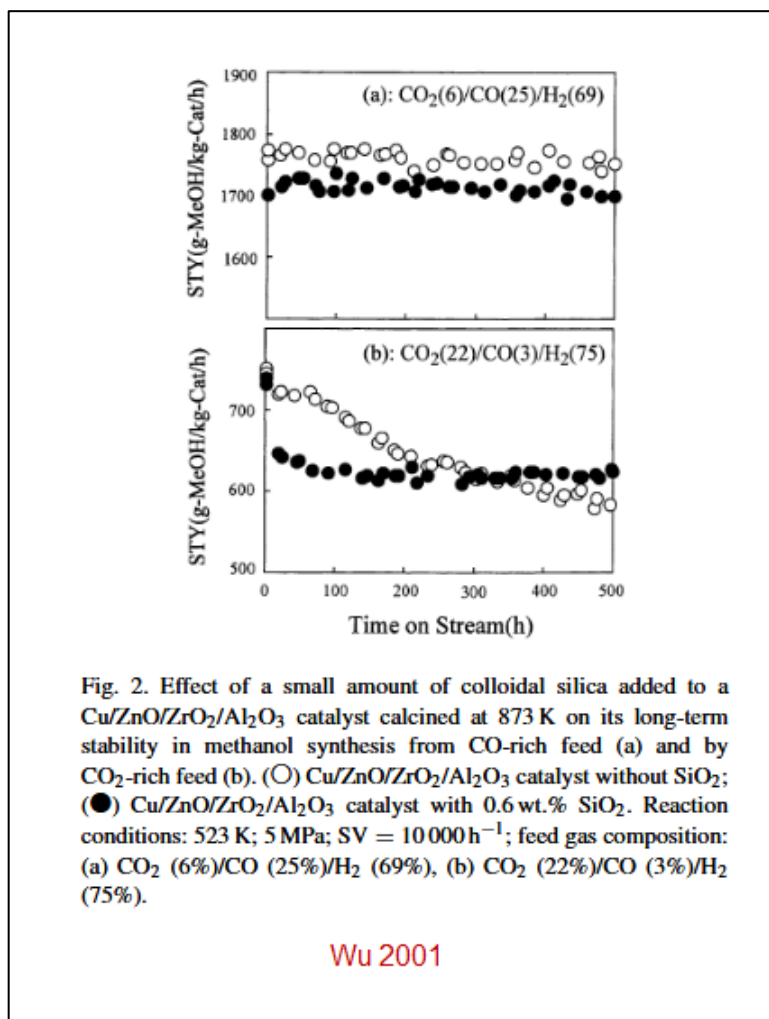 1900
(a): CO₂(6)/CO(25)/H₂(69)
1800
1700
1600
STY(g-MeOH/kg-Cat/h)
(b): CO₂(22)/CO(3)/H₂(75)
700
600
500
STY(g-MeOH/kg-Cat/h)
0 100 200 300 400 500
Time on Stream(h)
Fig. 2. Effect of a small amount of colloidal silica added to a
Cu/ZnO/ZrO₂/Al₂O₃ catalyst calcined at 873 K on its long-term
stability in methanol synthesis from CO-rich feed (a) and by
CO₂-rich feed (b). (○) Cu/ZnO/ZrO₂/Al₂O₃ catalyst without SiO₂;
(●) Cu/ZnO/ZrO₂/Al₂O₃ catalyst with 0.6 wt.% SiO₂. Reaction
conditions: 523 K; 5 MPa; SV = 10 000 h⁻¹; feed gas composition:
(a) CO₂ (6%)/CO (25%)/H₂ (69%), (b) CO₂ (22%)/CO (3%)/H₂
(75%).
Wu 2001